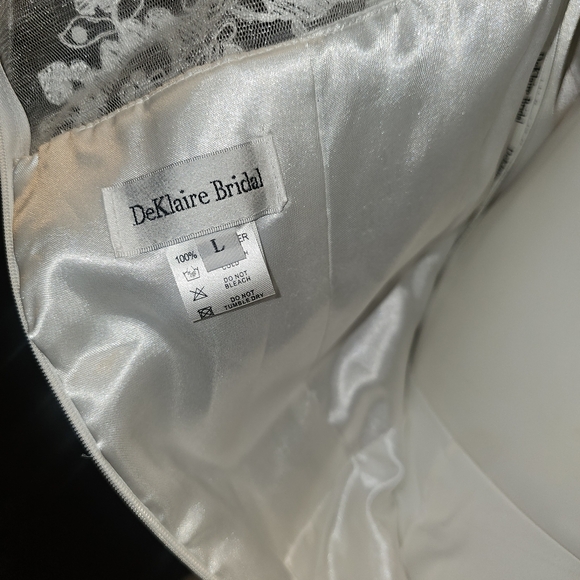 DeKlaire Bridal
L
100%
DO NOT
BLEACH
DO NOT
TUMBLE DRY